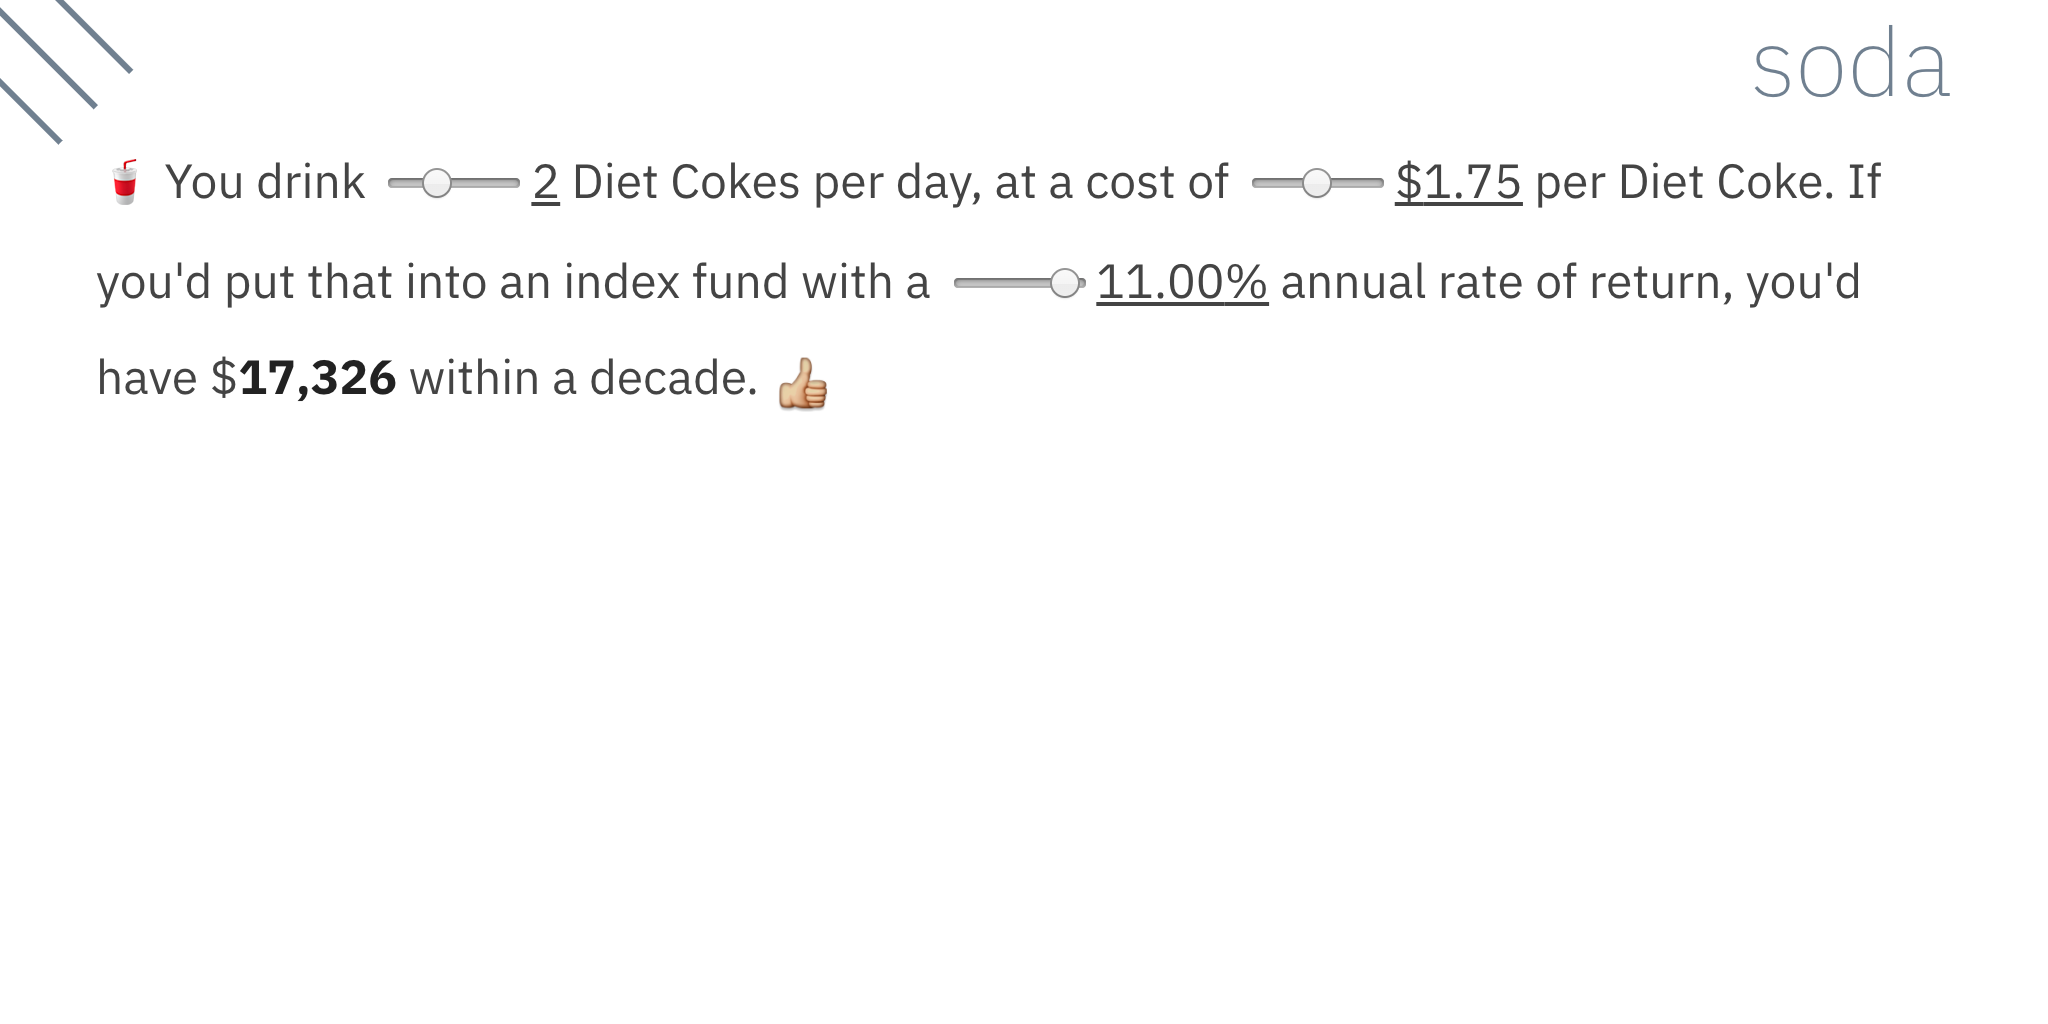 soda
🥤 You drink 2 Diet Cokes per day, at a cost of $1.75 per Diet Coke. If
you'd put that into an index fund with a 11.00% annual rate of return, you'd
have $17,326 within a decade. 👍🏼